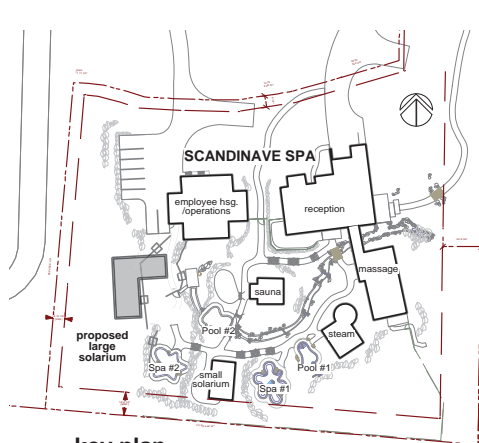 SCANDINAVE SPA
employee hsg.
/operations
reception
massage
sauna
proposed
large
solarium
Pool #2
steam
Spa #2
small
solarium
Pool #1
Spa #1
key plan